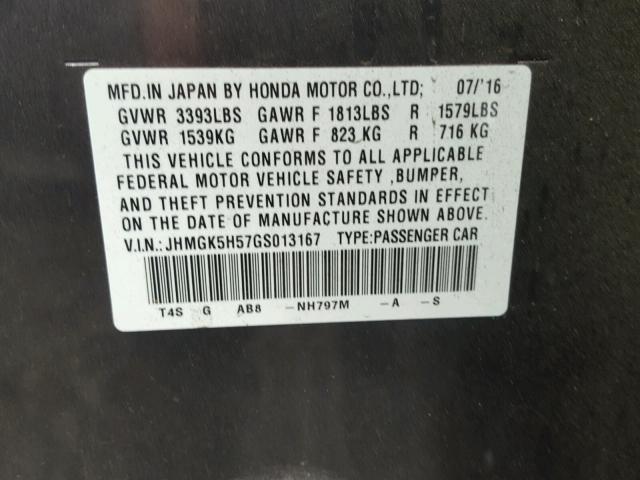 MFD.IN JAPAN BY HONDA MOTOR CO.,LTD; 07/'16
GVWR 3393LBS GAWR F 1813LBS R 1579LBS
GVWR 1539KG GAWR F 823 KG R 716 KG
THIS VEHICLE CONFORMS TO ALL APPLICABLE
FEDERAL MOTOR VEHICLE SAFETY ,BUMPER,
AND THEFT PREVENTION STANDARDS IN EFFECT
ON THE DATE OF MANUFACTURE SHOWN ABOVE.
V.I.N.: JHMGK5H57GS013167 TYPE:PASSENGER CAR
T4S G AB8 -NH797M -A -S